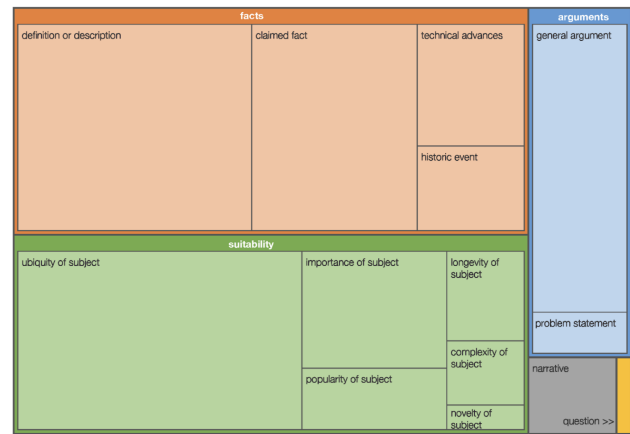 facts
definition or description
claimed fact
technical advances
historic event
arguments
general argument
problem statement
suitability
ubiquity of subject
importance of subject
popularity of subject
longevity of
subject
complexity of
subject
novelty of
subject
narrative
question >>